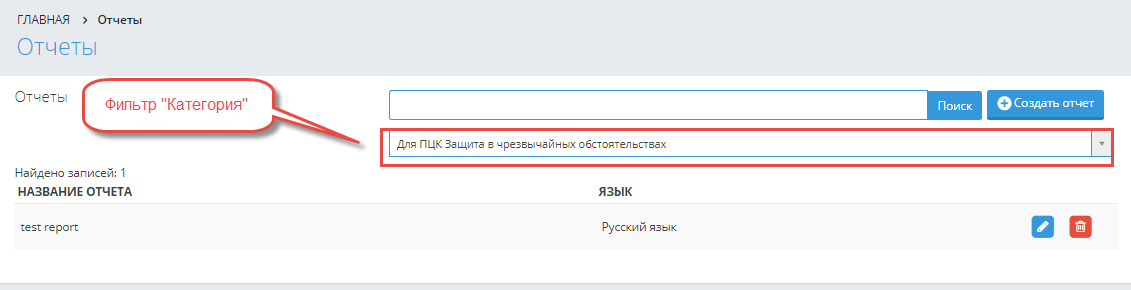 ГЛАВНАЯ > Отчеты
Отчеты
Отчеты
Фильтр "Категория"
Поиск
Создать отчет
Для ПЦК Защита в чрезвычайных обстоятельствах
Найдено записей: 1
НАЗВАНИЕ ОТЧЕТА ЯЗЫК
test report Русский язык